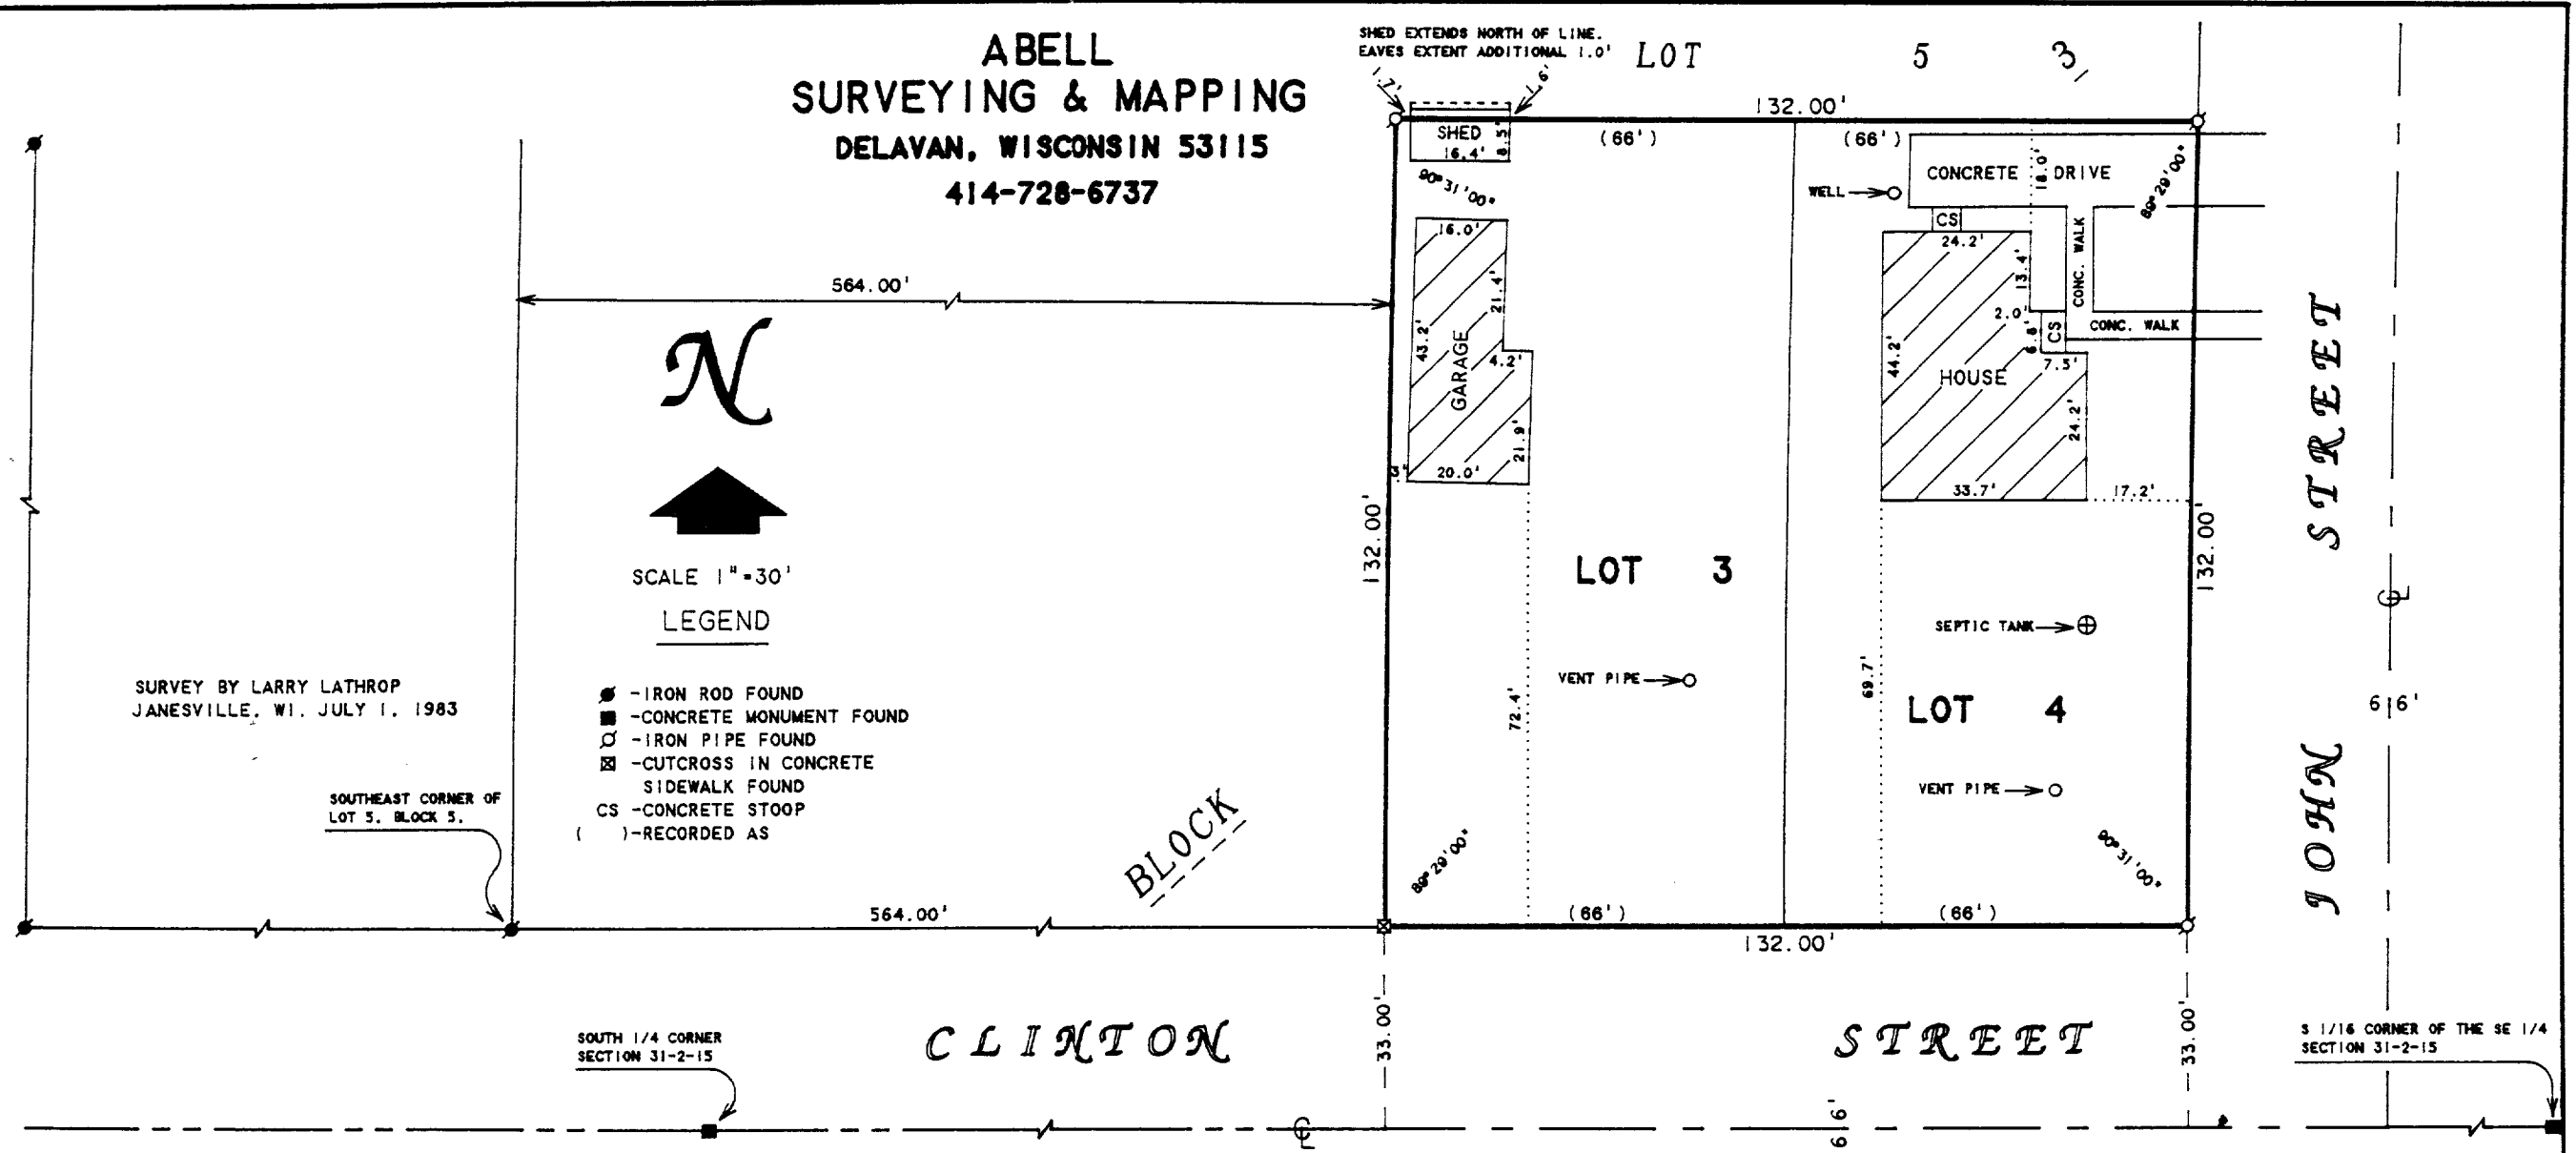 ABELL
SURVEYING & MAPPING
DELAVAN, WISCONSIN 53115
414-728-6737
SHED EXTENDS NORTH OF LINE.
EAVES EXTENT ADDITIONAL 1.0'
LOT 5 3
1.7'
1.6'
132.00'
SHED
16.4'
8.5'
(66')
(66')
CONCRETE DRIVE
18.0'
90°31'00"
89°29'00"
WELL
CS
16.0'
24.2'
13.4'
CONC. WALK
21.4'
564.00'
43.2'
GARAGE
4.2'
2.0'
6.8'
CS
CONC. WALK
44.2'
HOUSE
7.5'
24.2'
21.9'
3'
20.0'
33.7'
17.2'
N
SCALE 1"=30'
LEGEND
132.00'
132.00'
LOT 3
SEPTIC TANK
VENT PIPE
69.7'
72.4'
LOT 4
VENT PIPE
JOHN STREET
℄
66'
SURVEY BY LARRY LATHROP
JANESVILLE, WI. JULY 1, 1983
-IRON ROD FOUND
-CONCRETE MONUMENT FOUND
-IRON PIPE FOUND
-CUTCROSS IN CONCRETE
SIDEWALK FOUND
CS -CONCRETE STOOP
( )-RECORDED AS
SOUTHEAST CORNER OF
LOT 5, BLOCK 5,
BLOCK
89°29'00"
90°31'00"
564.00'
(66')
(66')
132.00'
33.00'
33.00'
SOUTH 1/4 CORNER
SECTION 31-2-15
CLINTON STREET
S 1/16 CORNER OF THE SE 1/4
SECTION 31-2-15
℄
66'